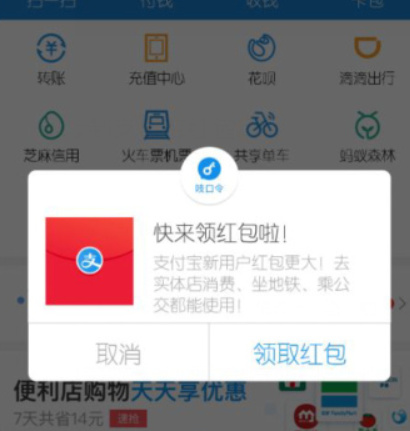 扫一扫 付钱 收钱 卡包
转账 充值中心 花呗 滴滴出行
芝麻信用 火车票机票 共享单车 蚂蚁森林
吱口令
快来领红包啦!
支付宝新用户红包更大!去
实体店消费、坐地铁、乘公
交都能使用!
取消 领取红包
便利店购物天天享优惠
7天共省14元 速抢
FamilyMart